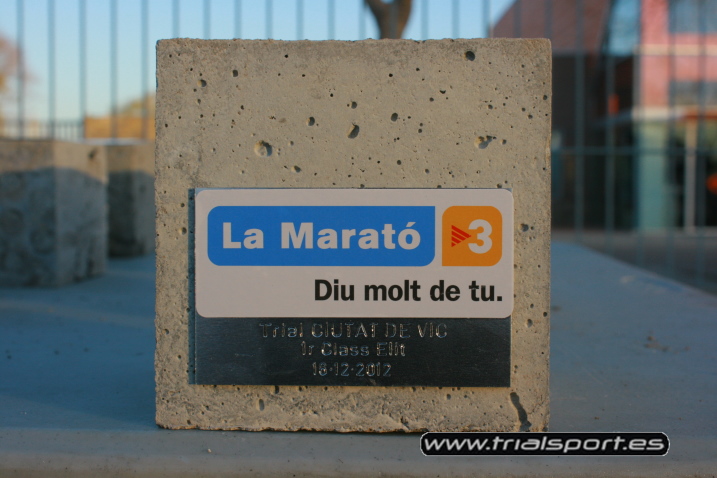 La Marató 3
Diu molt de tu.
Trial CIUTAT DE VIC
1r Class Elit
16·12·2012
www.trialsport.es